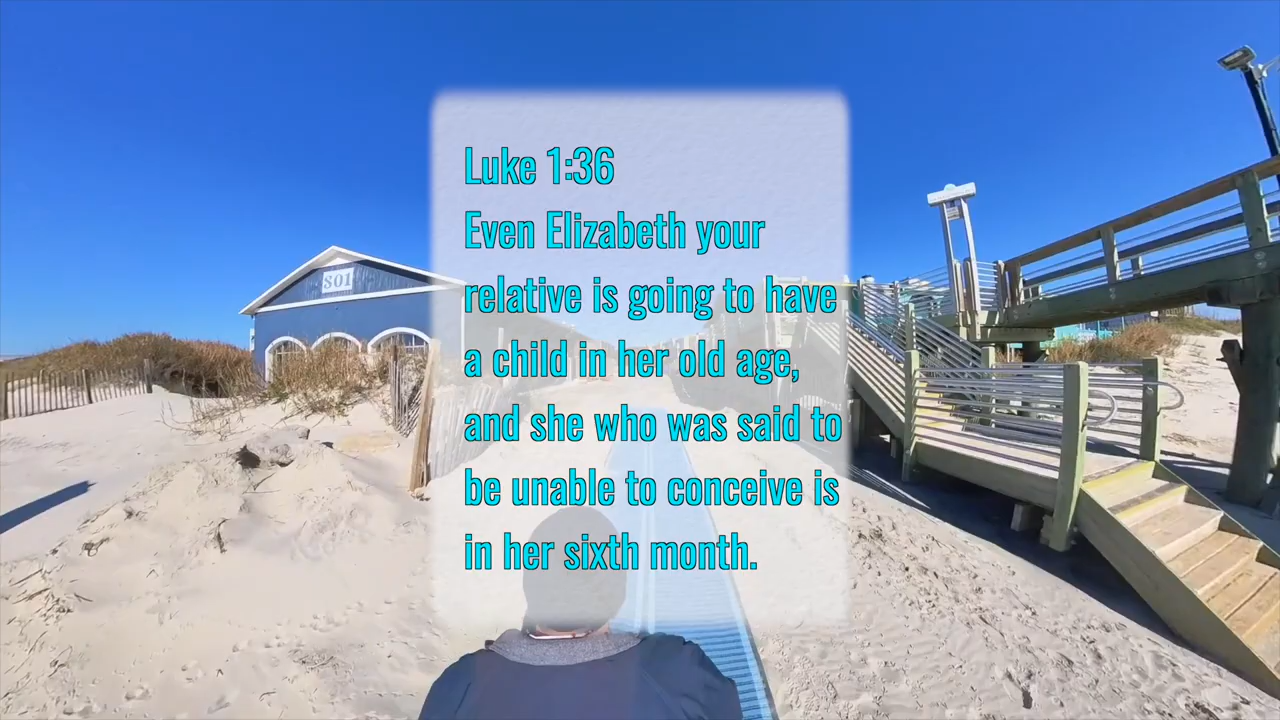 Luke 1:36
Even Elizabeth your
relative is going to have
a child in her old age,
and she who was said to
be unable to conceive is
in her sixth month.
S01